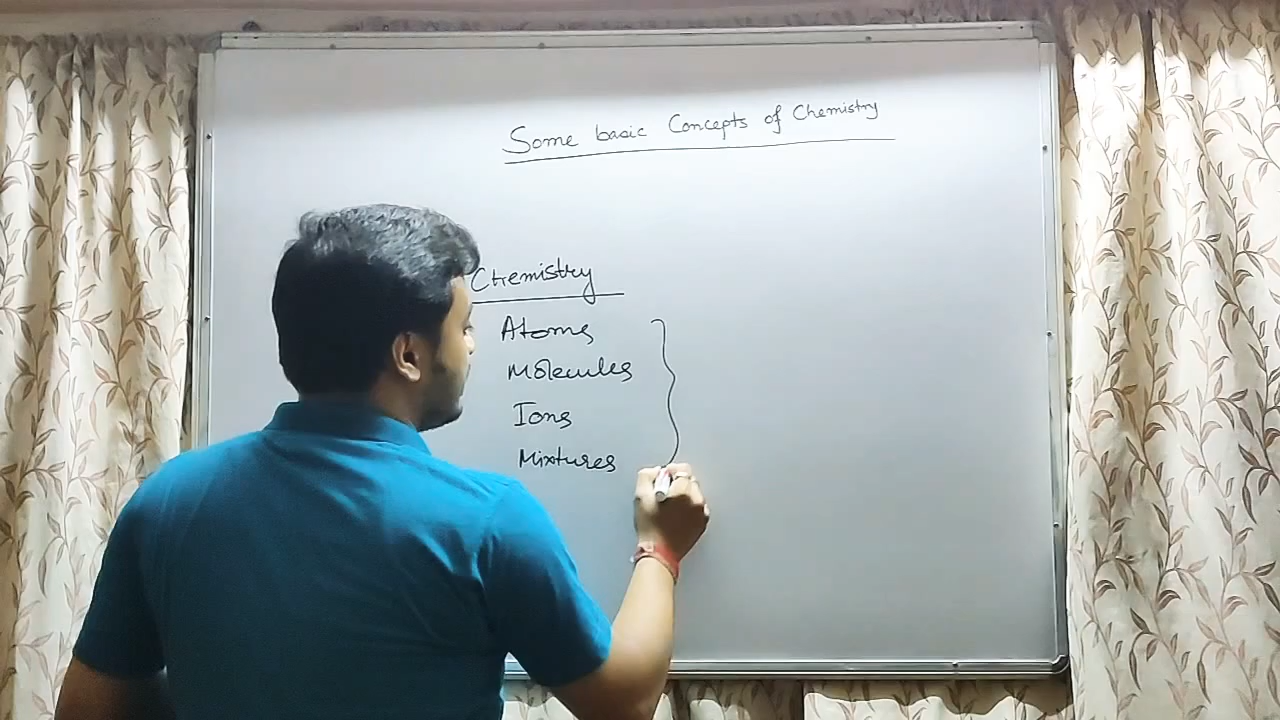 Some basic Concepts of Chemistry
Chemistry
Atoms
Molecules
Ions
Mixtures